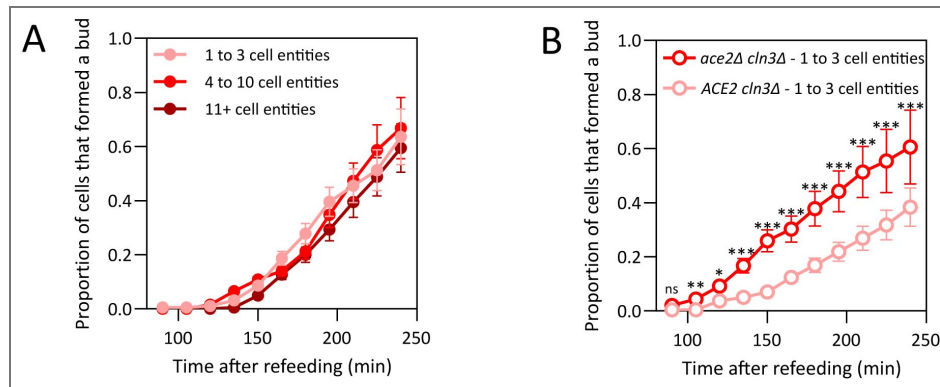 A
Proportion of cells that formed a bud
1.0
0.8
0.6
0.4
0.2
0.0
1 to 3 cell entities
4 to 10 cell entities
11+ cell entities
100
150
200
250
Time after refeeding (min)
B
Proportion of cells that formed a bud
1.0
0.8
0.6
0.4
0.2
0.0
ace2Δ cln3Δ - 1 to 3 cell entities
ACE2 cln3Δ - 1 to 3 cell entities
ns
**
*
***
***
***
***
***
***
***
***
100
150
200
250
Time after refeeding (min)